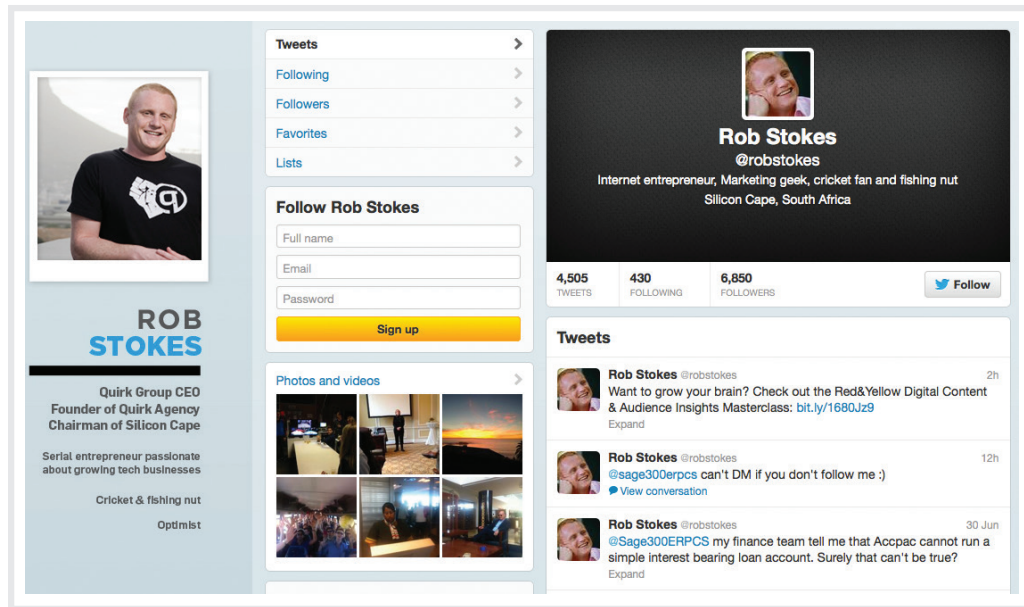 ROB
STOKES
Quirk Group CEO
Founder of Quirk Agency
Chairman of Silicon Cape
Serial entrepreneur passionate
about growing tech businesses
Cricket & fishing nut
Optimist
Tweets
Following
Followers
Favorites
Lists
Follow Rob Stokes
Full name
Email
Password
Sign up
Photos and videos
Rob Stokes
@robstokes
Internet entrepreneur, Marketing geek, cricket fan and fishing nut
Silicon Cape, South Africa
4,505 430 6,850
TWEETS FOLLOWING FOLLOWERS
Follow
Tweets
Rob Stokes @robstokes 2h
Want to grow your brain? Check out the Red&Yellow Digital Content
& Audience Insights Masterclass: bit.ly/1680Jz9
Expand
Rob Stokes @robstokes 12h
@sage300erpcs can't DM if you don't follow me :)
View conversation
Rob Stokes @robstokes 30 Jun
@Sage300ERPCS my finance team tell me that Accpac cannot run a
simple interest bearing loan account. Surely that can't be true?
Expand